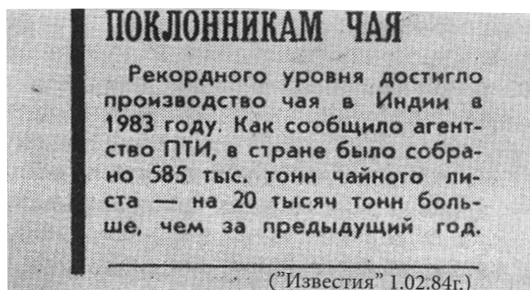 ПОКЛОННИКАМ ЧАЯ
Рекордного уровня достигло
производство чая в Индии в
1983 году. Как сообщило агент-
ство ПТИ, в стране было собра-
но 585 тыс. тонн чайного ли-
ста — на 20 тысяч тонн боль-
ше, чем за предыдущий год.
("Известия" 1.02.84г.)